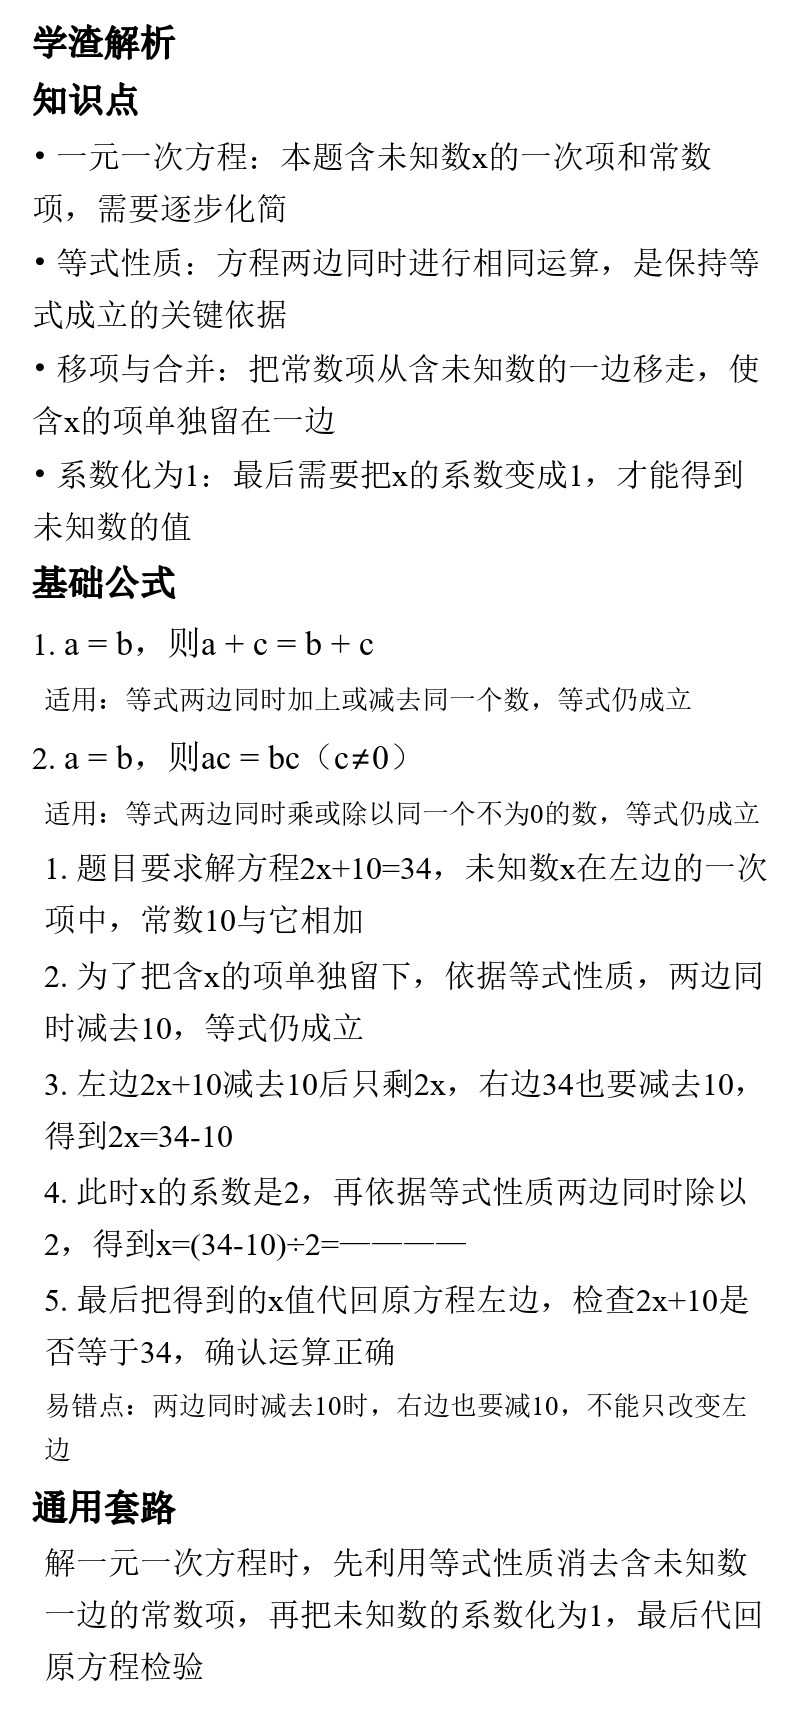 学渣解析
知识点
• 一元一次方程：本题含未知数x的一次项和常数
项，需要逐步化简
• 等式性质：方程两边同时进行相同运算，是保持等
式成立的关键依据
• 移项与合并：把常数项从含未知数的一边移走，使
含x的项单独留在一边
• 系数化为1：最后需要把x的系数变成1，才能得到
未知数的值
基础公式
1. a = b，则a + c = b + c
适用：等式两边同时加上或减去同一个数，等式仍成立
2. a = b，则ac = bc（c≠0）
适用：等式两边同时乘或除以同一个不为0的数，等式仍成立
1. 题目要求解方程2x+10=34，未知数x在左边的一次
项中，常数10与它相加
2. 为了把含x的项单独留下，依据等式性质，两边同
时减去10，等式仍成立
3. 左边2x+10减去10后只剩2x，右边34也要减去10，
得到2x=34-10
4. 此时x的系数是2，再依据等式性质两边同时除以
2，得到x=(34-10)÷2=————
5. 最后把得到的x值代回原方程左边，检查2x+10是
否等于34，确认运算正确
易错点：两边同时减去10时，右边也要减10，不能只改变左
边
通用套路
解一元一次方程时，先利用等式性质消去含未知数
一边的常数项，再把未知数的系数化为1，最后代回
原方程检验